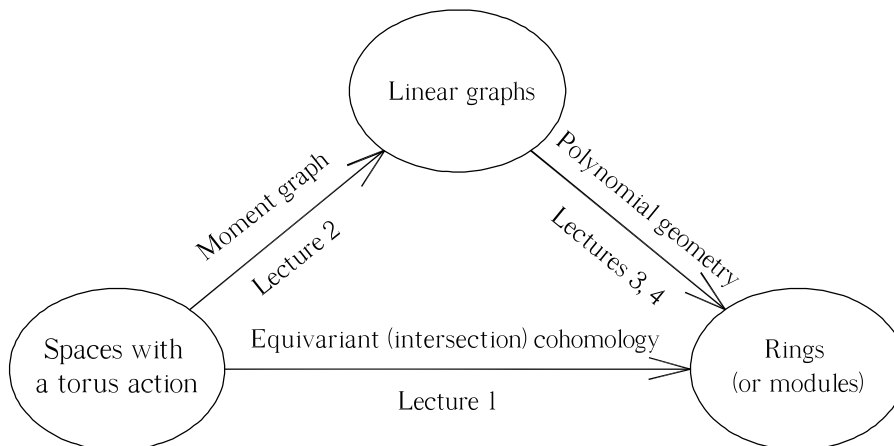 Linear graphs
Moment graph
Lecture 2
Polynomial geometry
Lectures 3, 4
Spaces with
a torus action
Equivariant (intersection) cohomology
Lecture 1
Rings
(or modules)